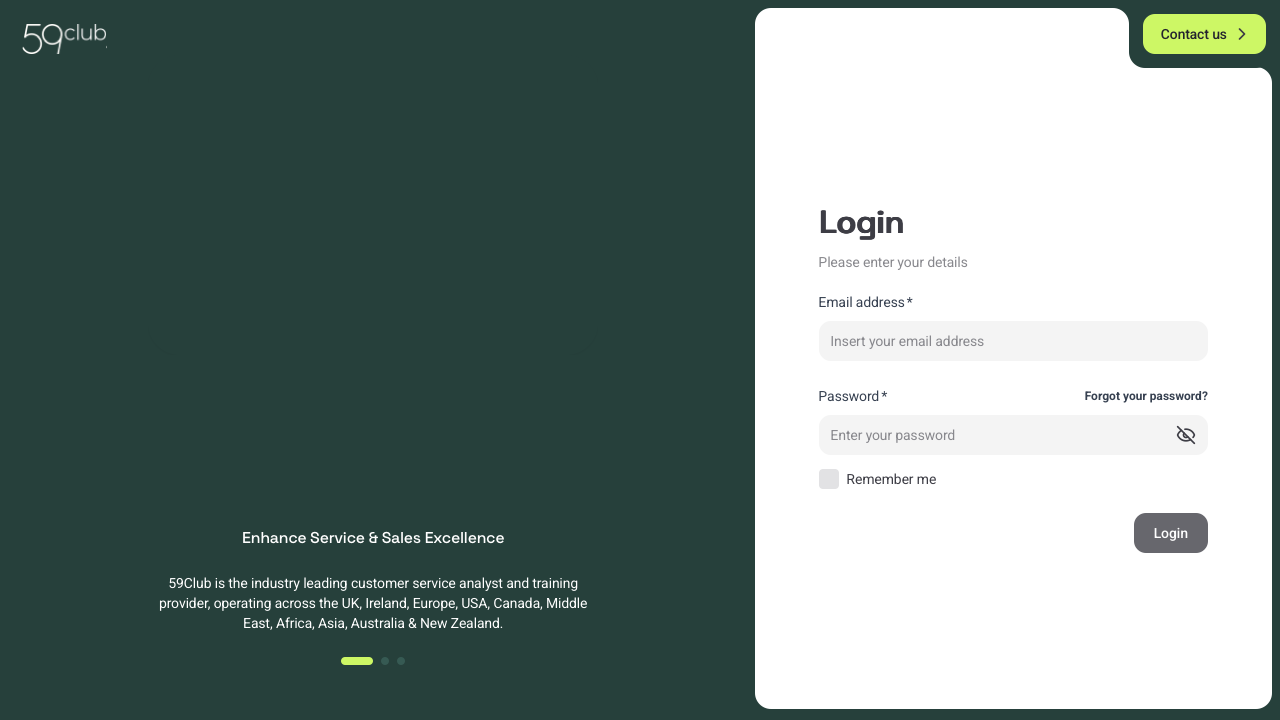 59club
Contact us
Login
Please enter your details
Email address *
Insert your email address
Password *
Forgot your password?
Enter your password
Remember me
Login
Enhance Service & Sales Excellence
59Club is the industry leading customer service analyst and training
provider, operating across the UK, Ireland, Europe, USA, Canada, Middle
East, Africa, Asia, Australia & New Zealand.